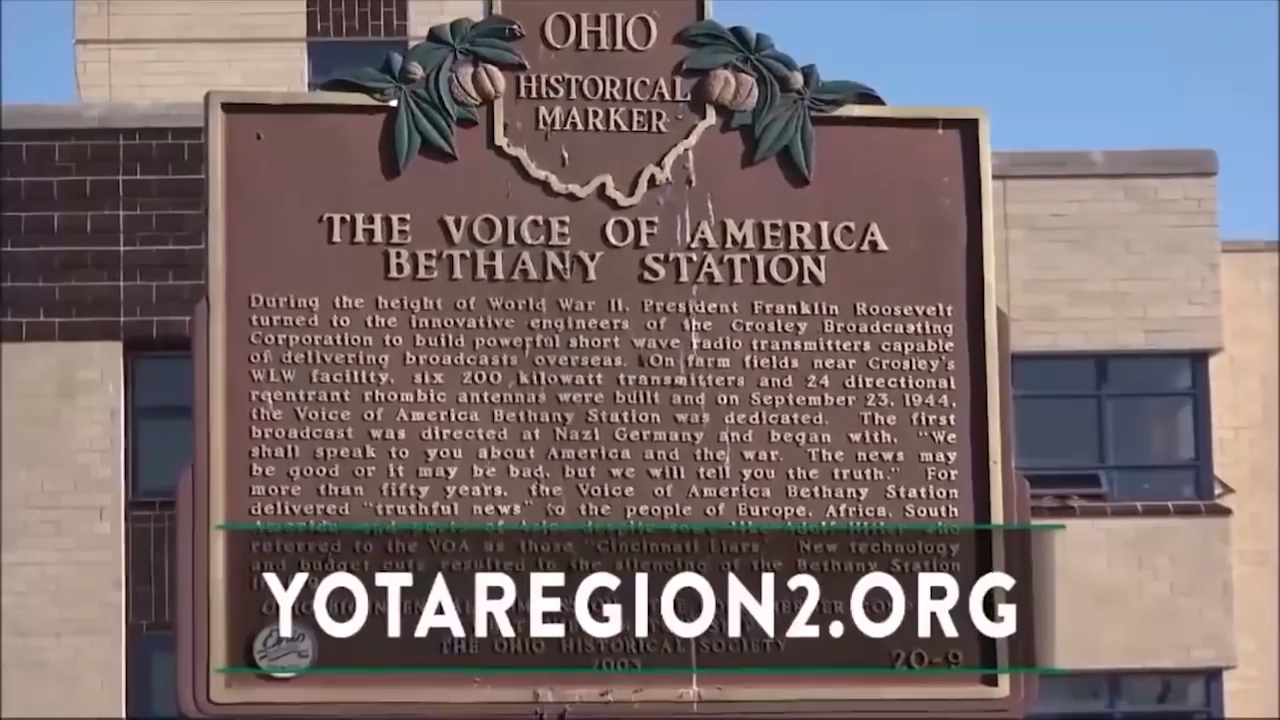 OHIO
HISTORICAL
MARKER
THE VOICE OF AMERICA
BETHANY STATION
During the height of World War II, President Franklin Roosevelt
turned to the innovative engineers of the Crosley Broadcasting
Corporation to build powerful short wave radio transmitters capable
of delivering broadcasts overseas. On farm fields near Crosley's
WLW facility, six 200 kilowatt transmitters and 24 directional
reentrant rhombic antennas were built and on September 23, 1944,
the Voice of America Bethany Station was dedicated. The first
broadcast was directed at Nazi Germany and began with, "We
shall speak to you about America and the war. The news may
be good or it may be bad, but we will tell you the truth." For
more than fifty years, the Voice of America Bethany Station
delivered "truthful news" to the people of Europe, Africa, South
America, and parts of Asia, despite
referred to the VOA as those "Cincinnati Liars." New technology
and budget cuts resulted in the silencing of the Bethany Station
YOTAREGION2.ORG
THE OHIO HISTORICAL SOCIETY
2003
20-9